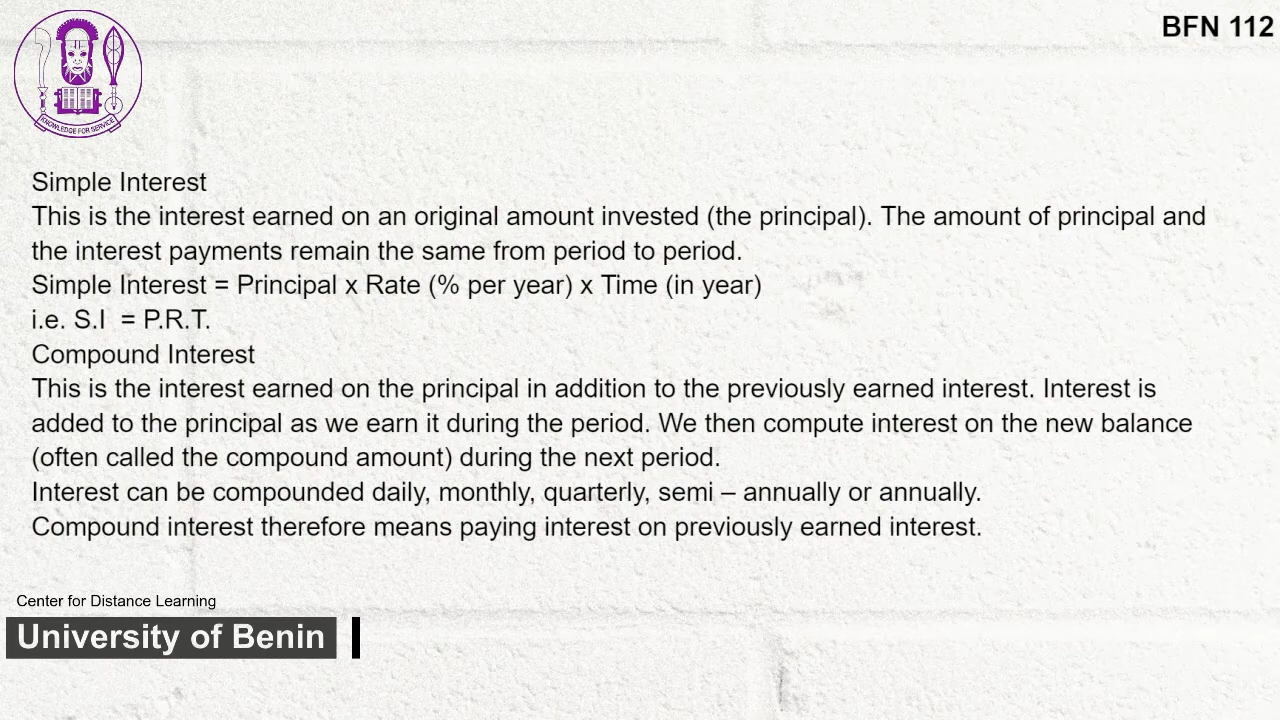 BFN 112
KNOWLEDGE FOR SERVICE
Simple Interest
This is the interest earned on an original amount invested (the principal). The amount of principal and
the interest payments remain the same from period to period.
Simple Interest = Principal x Rate (% per year) x Time (in year)
i.e. S.I  = P.R.T.
Compound Interest
This is the interest earned on the principal in addition to the previously earned interest. Interest is
added to the principal as we earn it during the period. We then compute interest on the new balance
(often called the compound amount) during the next period.
Interest can be compounded daily, monthly, quarterly, semi – annually or annually.
Compound interest therefore means paying interest on previously earned interest.
Center for Distance Learning
University of Benin